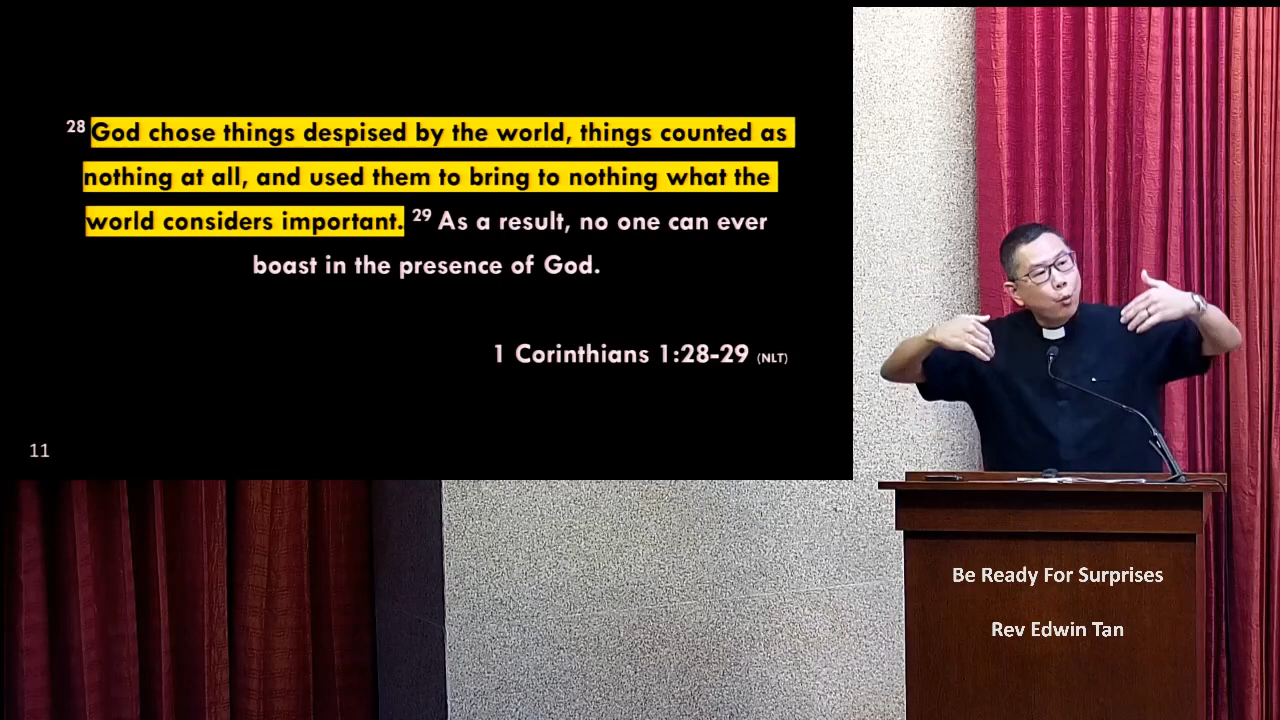 28 God chose things despised by the world, things counted as
nothing at all, and used them to bring to nothing what the
world considers important. 29 As a result, no one can ever
boast in the presence of God.
1 Corinthians 1:28-29 (NLT)
11
Be Ready For Surprises
Rev Edwin Tan